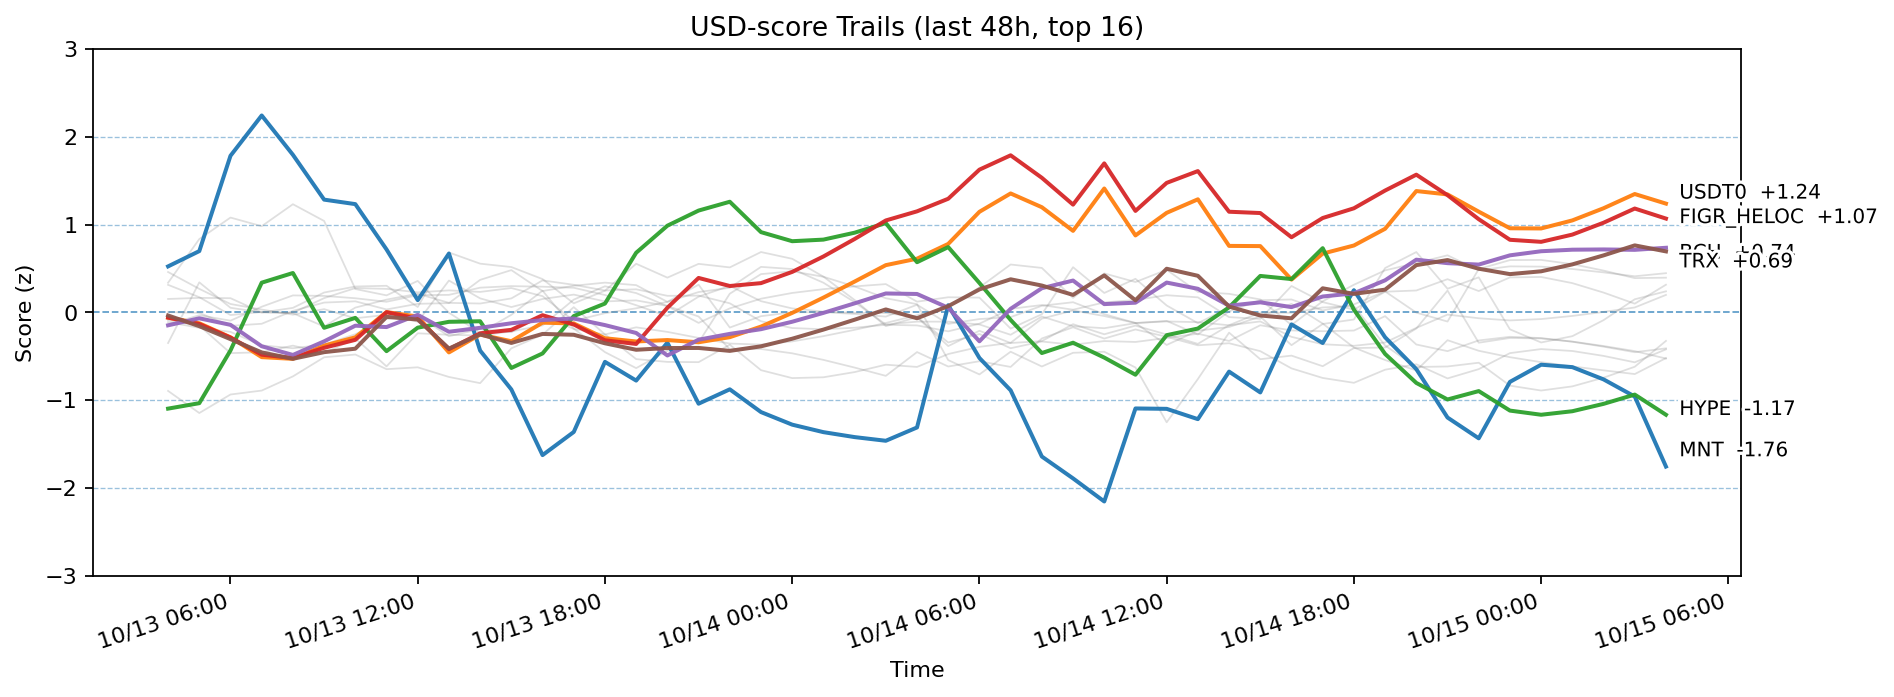 USD-score Trails (last 48h, top 16)
Score (z)
3
2
1
0
−1
−2
−3
USDT0 +1.24
FIGR_HELOC +1.07
BCH +0.74
TRX +0.69
HYPE -1.17
MNT -1.76
10/13 06:00
10/13 12:00
10/13 18:00
10/14 00:00
10/14 06:00
10/14 12:00
10/14 18:00
10/15 00:00
10/15 06:00
Time